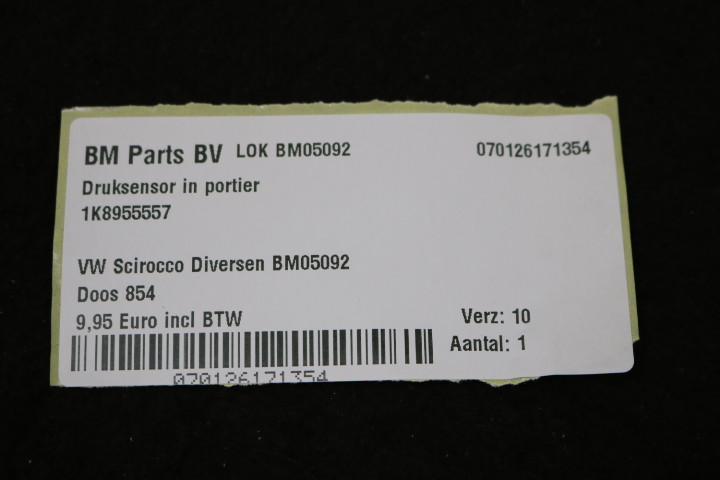 BM Parts BV LOK BM05092 070126171354
Druksensor in portier
1K8955557
VW Scirocco Diversen BM05092
Doos 854
9,95 Euro incl BTW Verz: 10
Aantal: 1
070126171354